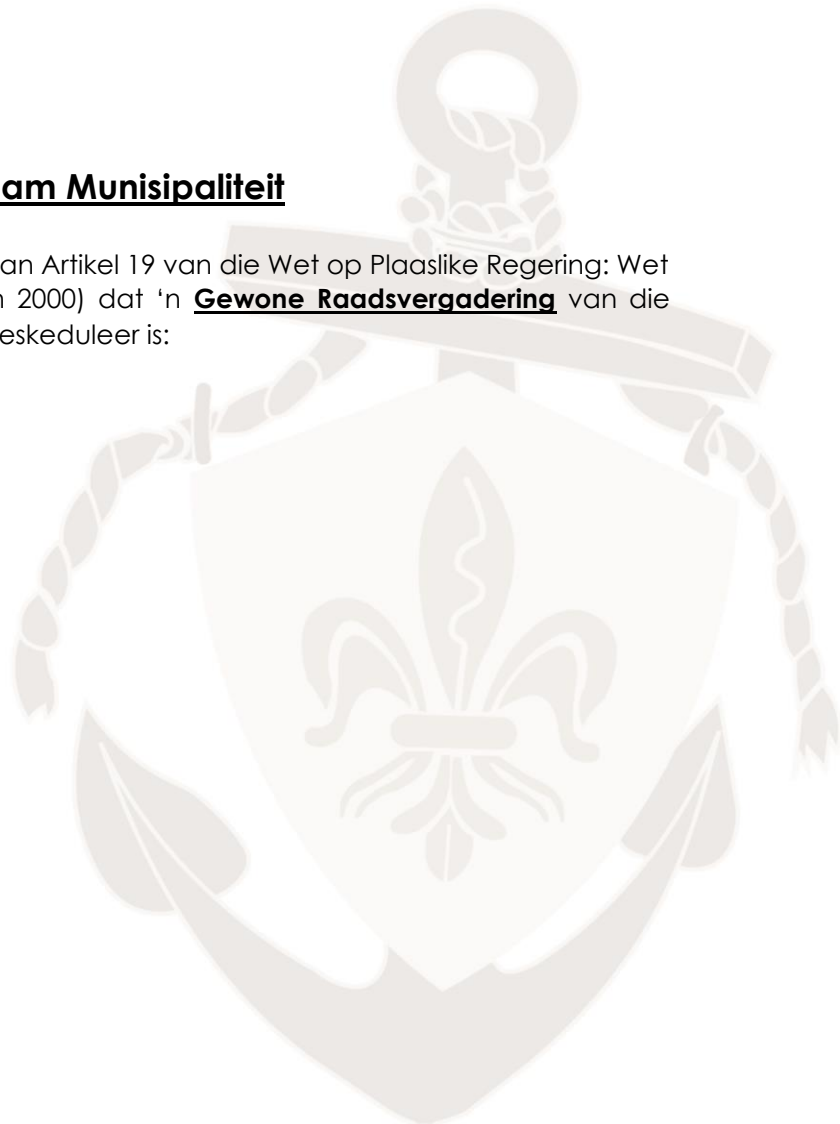 am Munisipaliteit
an Artikel 19 van die Wet op Plaaslike Regering: Wet
2000) dat ‘n Gewone Raadsvergadering van die
eskeduleer is: